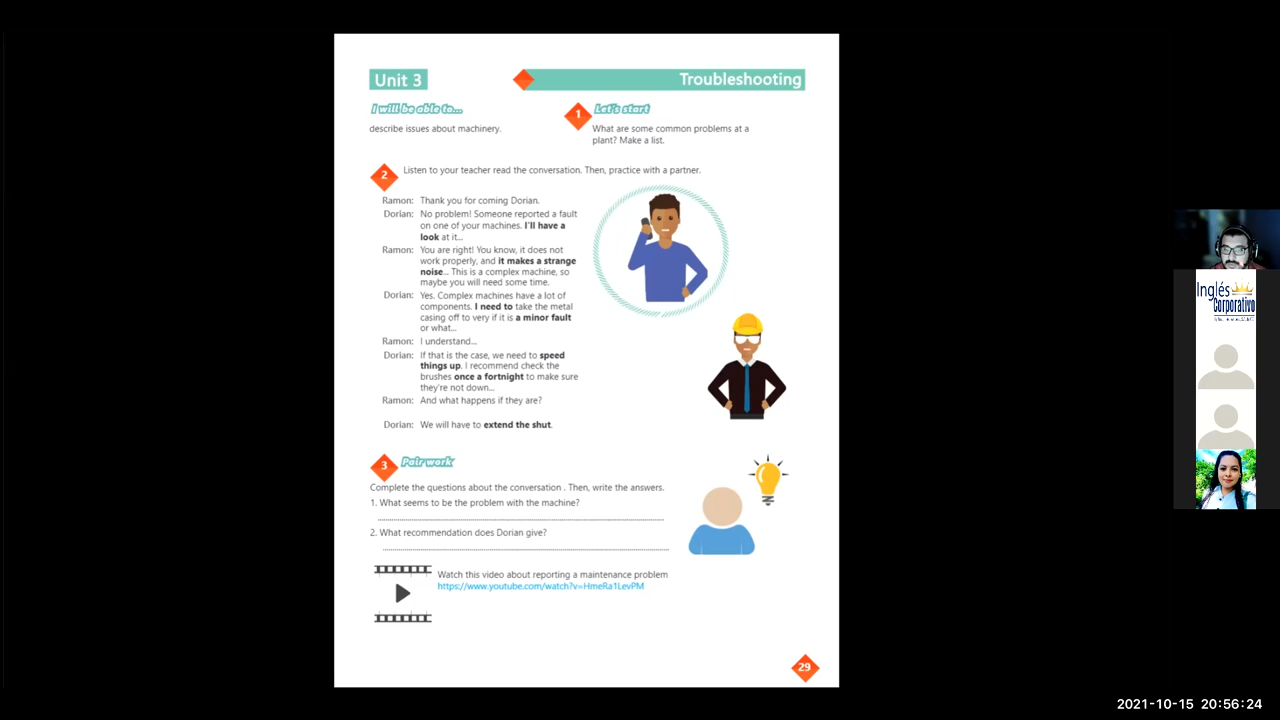 Unit 3
Troubleshooting
I will be able to...
describe issues about machinery.
1
Let's start
What are some common problems at a
plant? Make a list.
2
Listen to your teacher read the conversation. Then, practice with a partner.
Ramon: Thank you for coming Dorian.
Dorian: No problem! Someone reported a fault
on one of your machines. I'll have a
look at it...
Ramon: You are right! You know, it does not
work properly, and it makes a strange
noise... This is a complex machine, so
maybe you will need some time.
Dorian: Yes. Complex machines have a lot of
components. I need to take the metal
casing off to very if it is a minor fault
or what...
Ramon: I understand...
Dorian: If that is the case, we need to speed
things up. I recommend check the
brushes once a fortnight to make sure
they're not down...
Ramon: And what happens if they are?
Dorian: We will have to extend the shut.
3
Pair work
Complete the questions about the conversation . Then, write the answers.
1. What seems to be the problem with the machine?
2. What recommendation does Dorian give?
Watch this video about reporting a maintenance problem
https://www.youtube.com/watch?v=HmeRa1LevPM
29
Inglés
Corporativo
2021-10-15 20:56:24